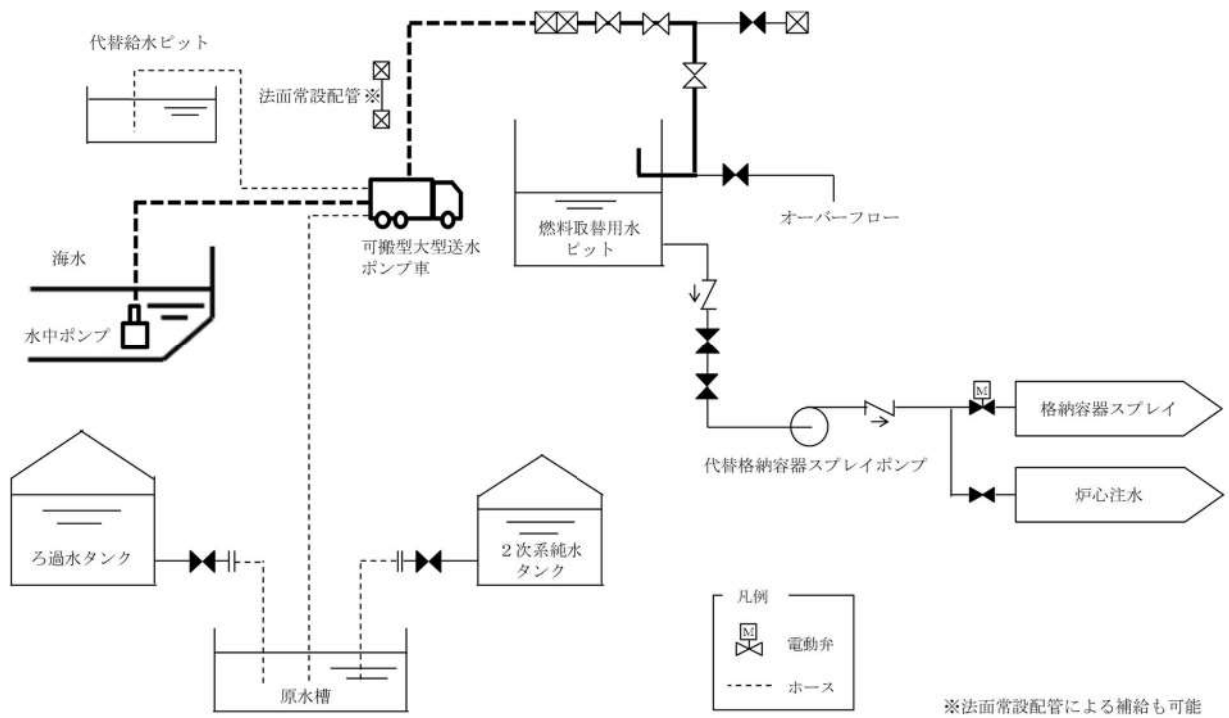 代替給水ピット
法面常設配管※
オーバーフロー
燃料取替用水
ピット
可搬型大型送水
ポンプ車
海水
水中ポンプ
M
格納容器スプレイ
代替格納容器スプレイポンプ
炉心注水
ろ過水タンク
2次系純水
タンク
原水槽
凡例
M
電動弁
ホース
※法面常設配管による補給も可能